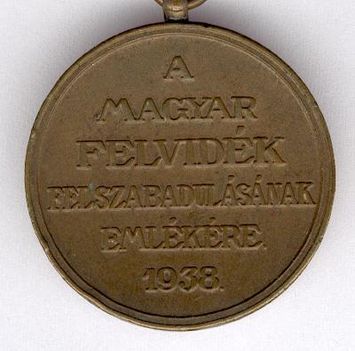 A
MAGYAR
FELVIDÉK
FELSZABADULÁSÁNAK
EMLÉKÉRE.
1938.